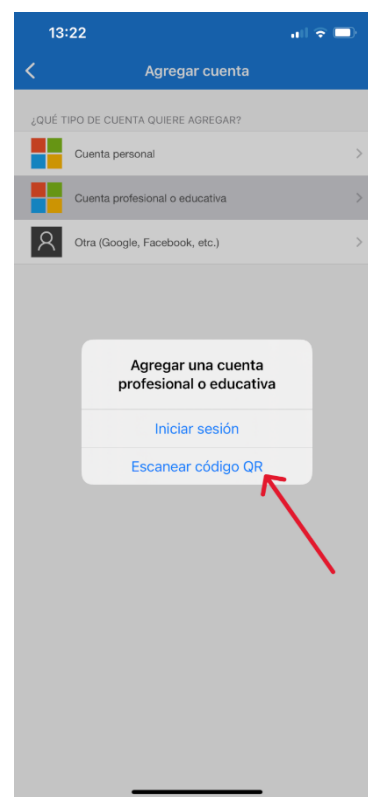 13:22
Agregar cuenta
¿QUÉ TIPO DE CUENTA QUIERE AGREGAR?
Cuenta personal
Cuenta profesional o educativa
Otra (Google, Facebook, etc.)
Agregar una cuenta
profesional o educativa
Iniciar sesión
Escanear código QR